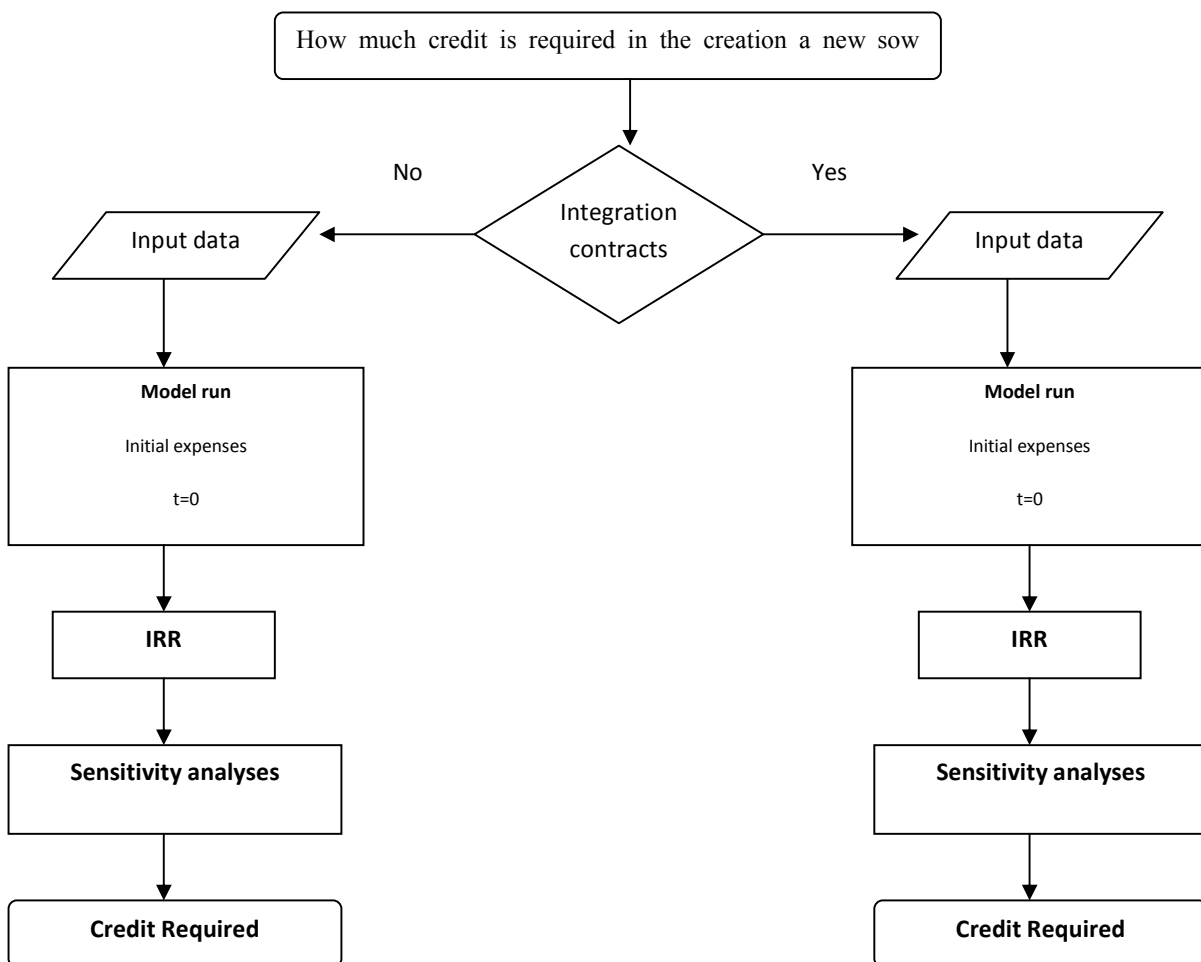 How much credit is required in the creation a new sow
No
Yes
Integration
contracts
Input data
Input data
Model run
Initial expenses
t=0
Model run
Initial expenses
t=0
IRR
IRR
Sensitivity analyses
Sensitivity analyses
Credit Required
Credit Required